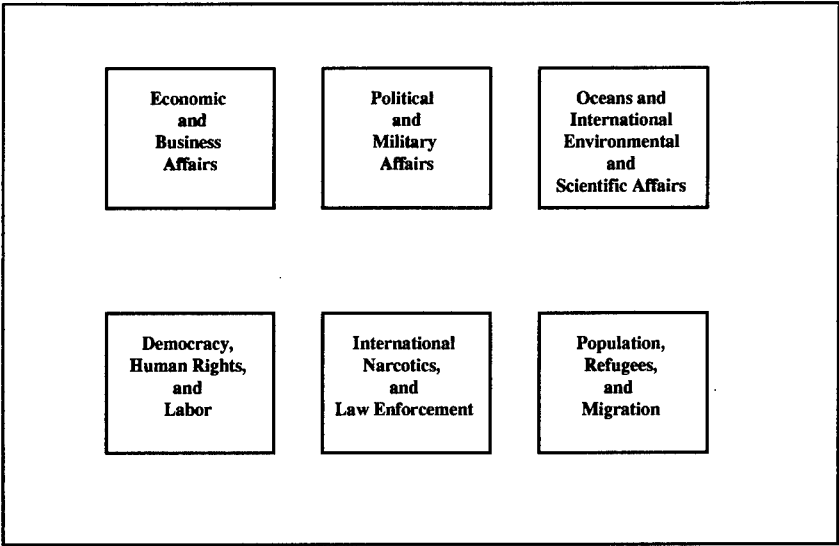 Economic
and
Business
Affairs
Political
and
Military
Affairs
Oceans and
International
Environmental
and
Scientific Affairs
Democracy,
Human Rights,
and
Labor
International
Narcotics,
and
Law Enforcement
Population,
Refugees,
and
Migration